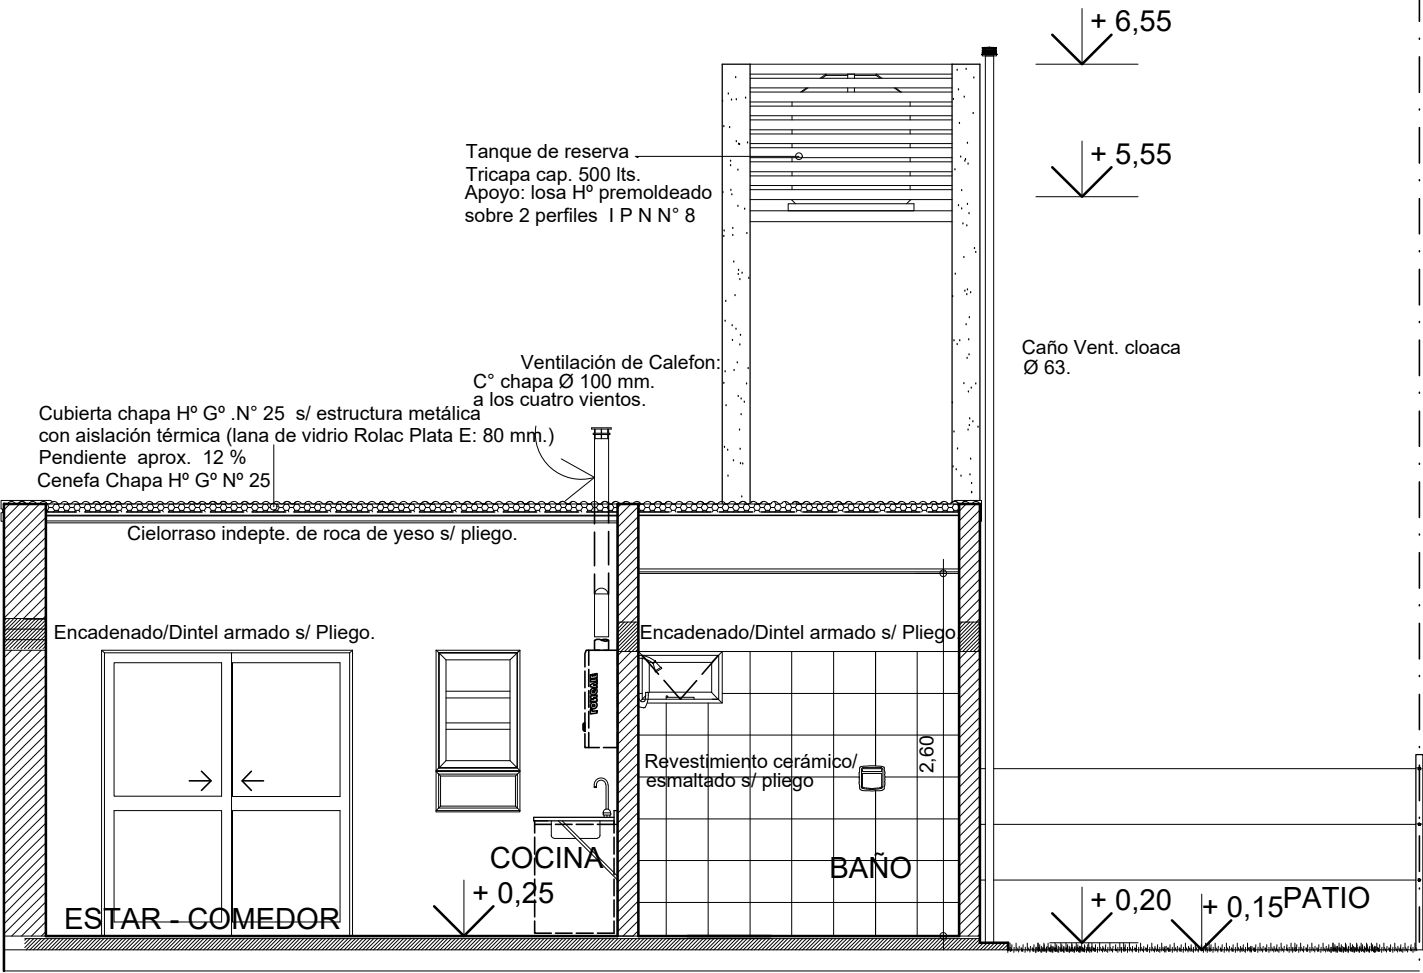 + 6,55
Tanque de reserva
Tricapa cap. 500 lts.
Apoyo: losa Hº premoldeado
sobre 2 perfiles I P N N° 8
+ 5,55
Caño Vent. cloaca
Ø 63.
Ventilación de Calefon:
C° chapa Ø 100 mm.
a los cuatro vientos.
Cubierta chapa Hº Gº .N° 25 s/ estructura metálica
con aislación térmica (lana de vidrio Rolac Plata E: 80 mm.)
Pendiente aprox. 12 %
Cenefa Chapa Hº Gº Nº 25
Cielorraso indepte. de roca de yeso s/ pliego.
Encadenado/Dintel armado s/ Pliego.
Encadenado/Dintel armado s/ Pliego
Revestimiento cerámico/
esmaltado s/ pliego
2,60
COCINA
BAÑO
+ 0,25
ESTAR - COMEDOR
+ 0,20
+ 0,15
PATIO